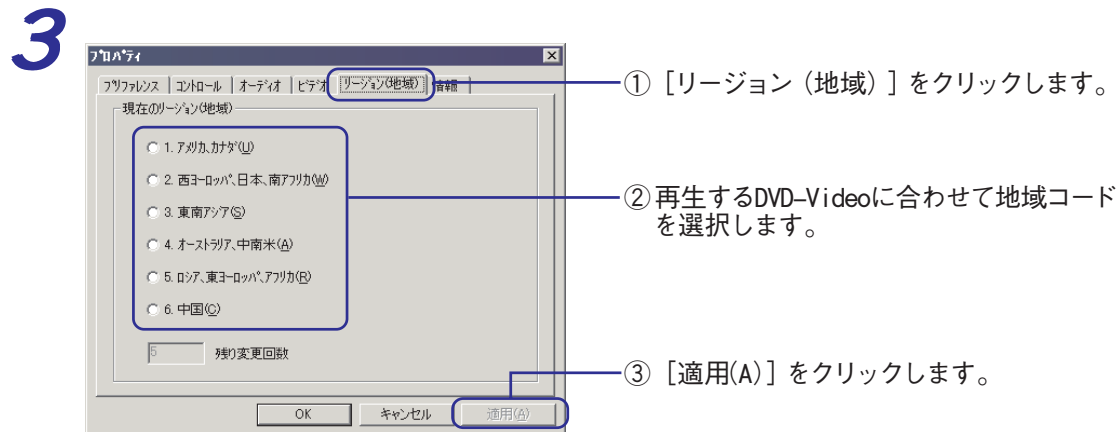 3
プロパティ
プリファレンス コントロール オーディオ ビデオ リージョン(地域) 情報
① [リージョン (地域) ] をクリックします。
現在のリージョン(地域)
1. アメリカ、カナダ(U)
2. 西ヨーロッパ、日本、南アフリカ(W)
② 再生するDVD-Videoに合わせて地域コード
を選択します。
3. 東南アジア(S)
4. オーストラリア、中南米(A)
5. ロシア、東ヨーロッパ、アフリカ(R)
6. 中国(C)
5 残り変更回数
③ [適用(A)] をクリックします。
OK キャンセル 適用(A)